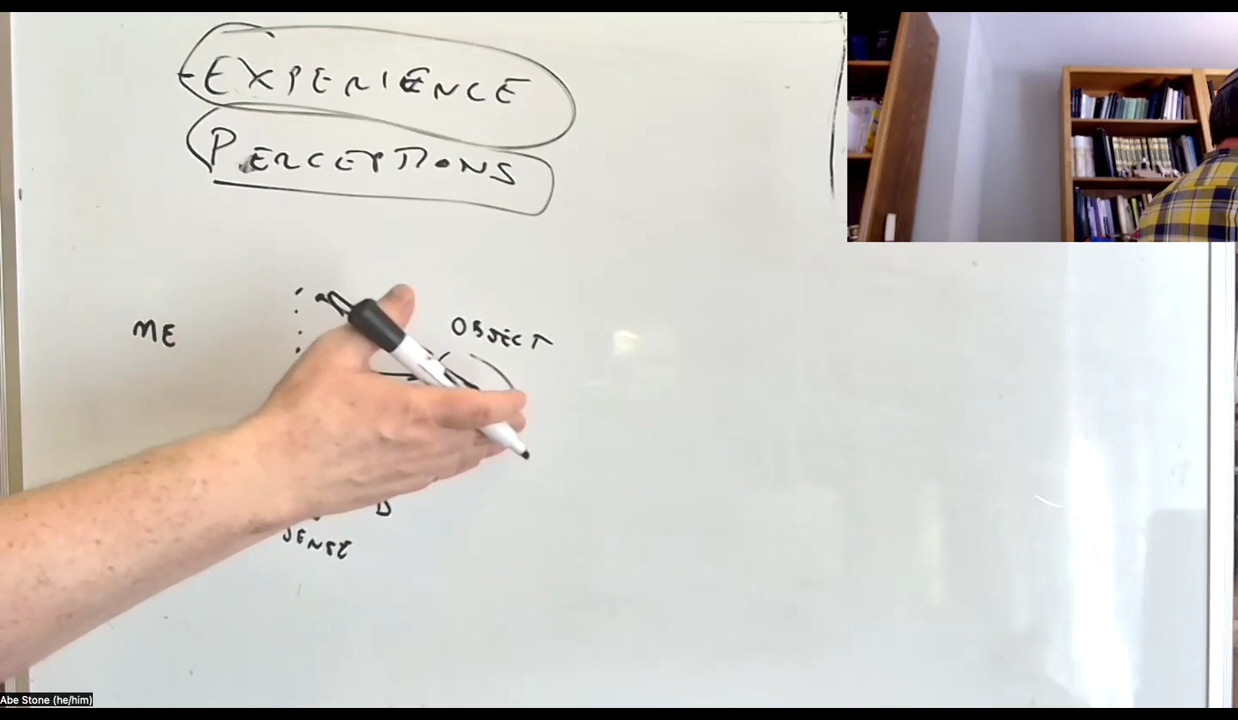 EXPERIENCE
PERCEPTIONS
ME
OBJECT
D
SENSE
Abe Stone (he/him)